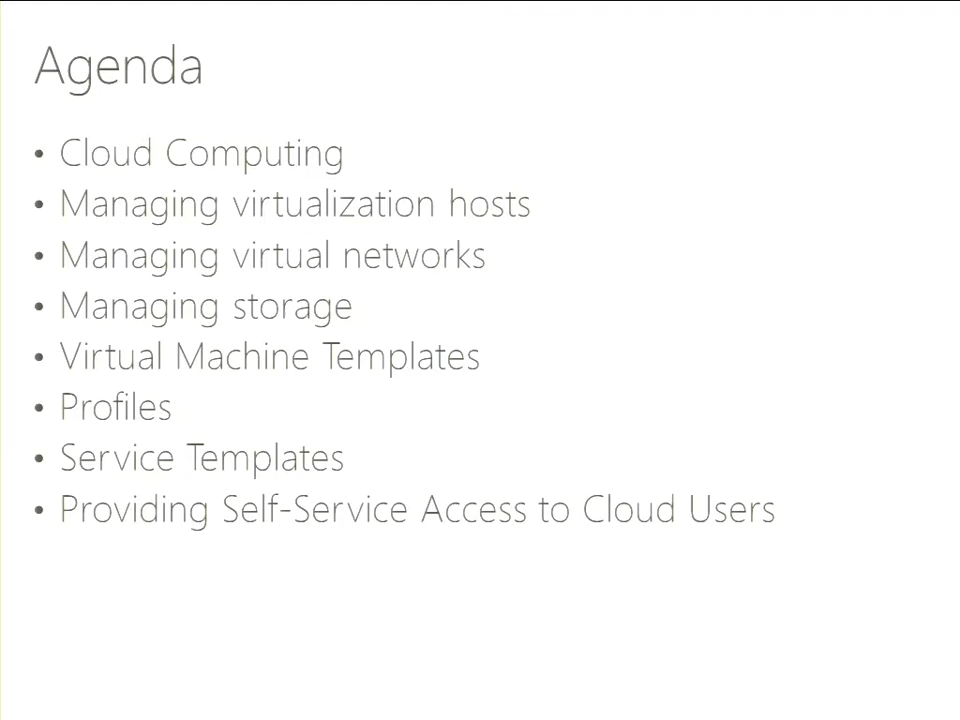 Agenda
• Cloud Computing
• Managing virtualization hosts
• Managing virtual networks
• Managing storage
• Virtual Machine Templates
• Profiles
• Service Templates
• Providing Self-Service Access to Cloud Users